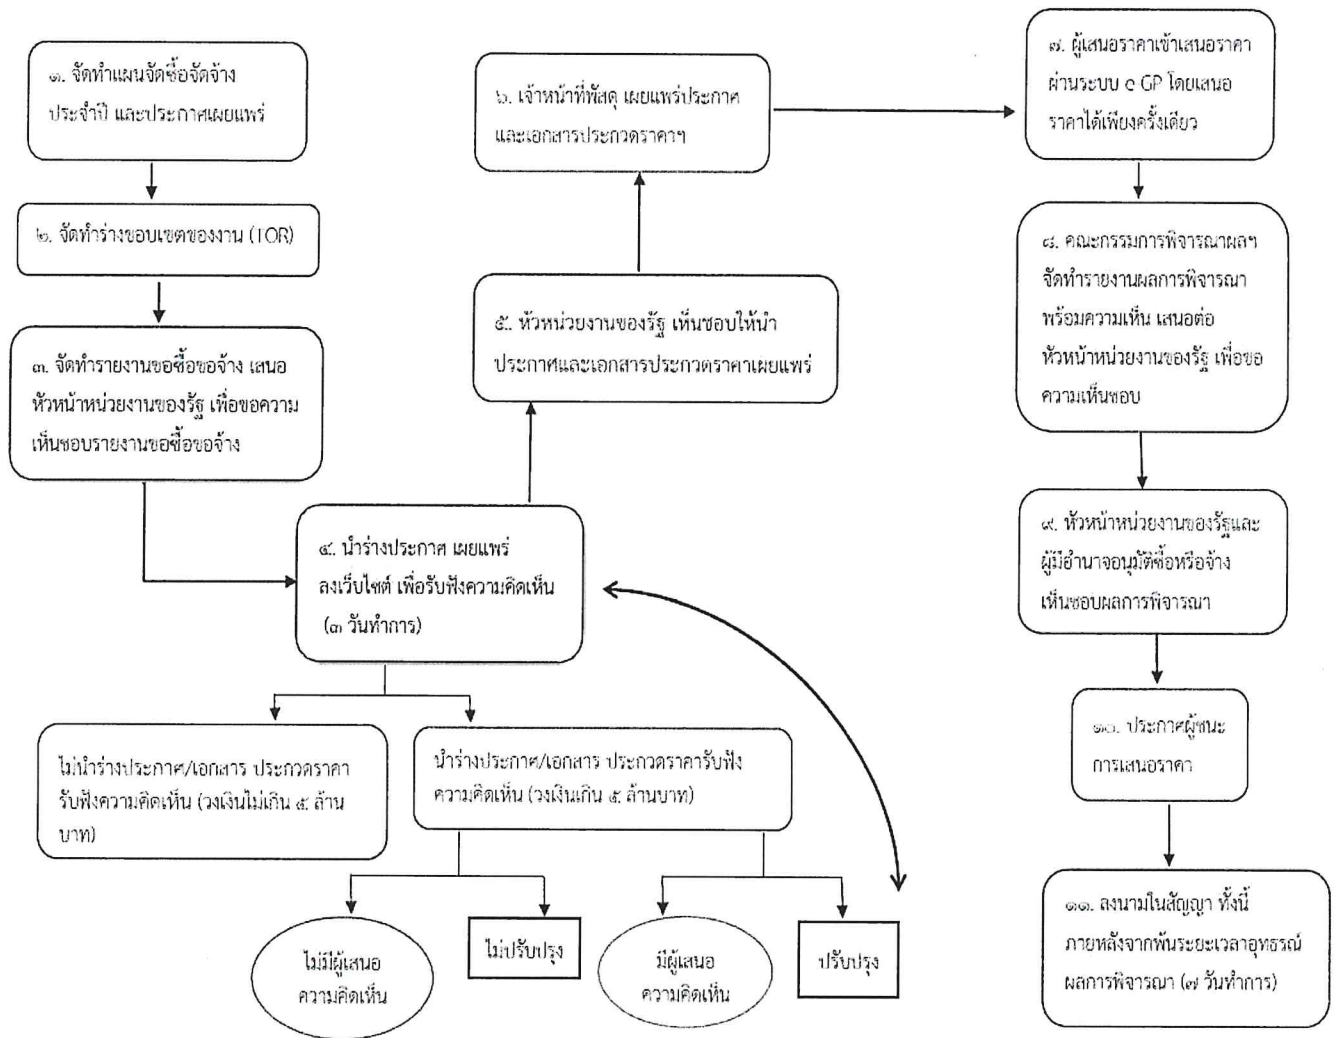 ๑. จัดทำแผนจัดซื้อจัดจ้าง
ประจำปี และประกาศเผยแพร่
๒. จัดทำร่างขอบเขตของงาน (TOR)
๓. จัดทำรายงานขอซื้อขอจ้าง เสนอ
หัวหน้าหน่วยงานของรัฐ เพื่อขอความ
เห็นชอบรายงานขอซื้อขอจ้าง
๔. นำร่างประกาศ เผยแพร่
ลงเว็บไซต์ เพื่อรับฟังความคิดเห็น
(๓ วันทำการ)
ไม่นำร่างประกาศ/เอกสาร ประกวดราคา
รับฟังความคิดเห็น (วงเงินไม่เกิน ๕ ล้าน
บาท)
นำร่างประกาศ/เอกสาร ประกวดราคารับฟัง
ความคิดเห็น (วงเงินเกิน ๕ ล้านบาท)
ไม่มีผู้เสนอ
ความคิดเห็น
ไม่ปรับปรุง
มีผู้เสนอ
ความคิดเห็น
ปรับปรุง
๕. หัวหน่วยงานของรัฐ เห็นชอบให้นำ
ประกาศและเอกสารประกวดราคาเผยแพร่
๖. เจ้าหน้าที่พัสดุ เผยแพร่ประกาศ
และเอกสารประกวดราคาฯ
๗. ผู้เสนอราคาเข้าเสนอราคา
ผ่านระบบ e GP โดยเสนอ
ราคาได้เพียงครั้งเดียว
๘. คณะกรรมการพิจารณาผลฯ
จัดทำรายงานผลการพิจารณา
พร้อมความเห็น เสนอต่อ
หัวหน้าหน่วยงานของรัฐ เพื่อขอ
ความเห็นชอบ
๙. หัวหน้าหน่วยงานของรัฐและ
ผู้มีอำนาจอนุมัติซื้อหรือจ้าง
เห็นชอบผลการพิจารณา
๑๐. ประกาศผู้ชนะ
การเสนอราคา
๑๑. ลงนามในสัญญา ทั้งนี้
ภายหลังจากพ้นระยะเวลาอุทธรณ์
ผลการพิจารณา (๗ วันทำการ)